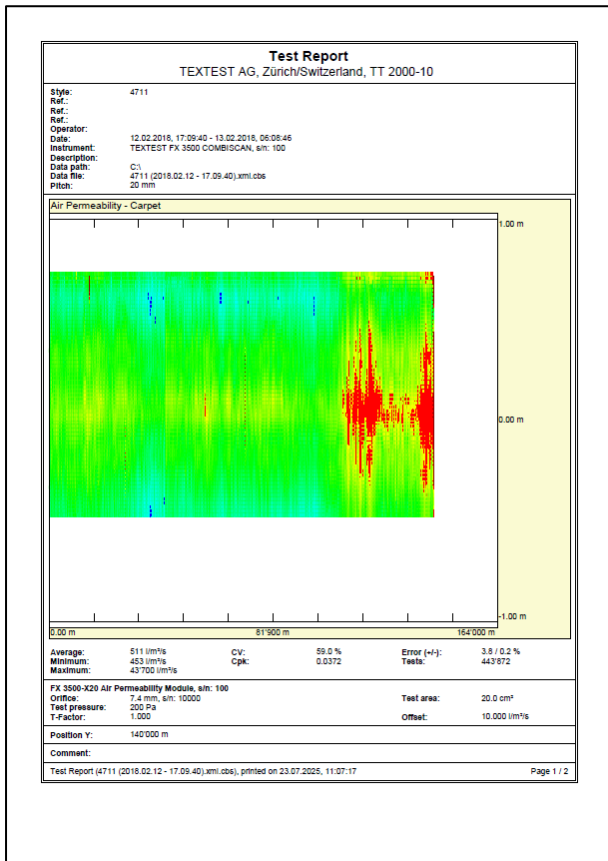 Test Report
TEXTEST AG, Zürich/Switzerland, TT 2000-10
Style: 4711
Ref.:
Ref.:
Ref.:
Operator:
Date: 12.02.2018, 17:09:40 - 13.02.2018, 06:08:46
Instrument: TEXTEST FX 3500 COMBISCAN, s/n: 100
Description:
Data path: C:\
Data file: 4711 (2018.02.12 - 17.09.40).xml.cbs
Pitch: 20 mm
Air Permeability - Carpet
1.00 m
0.00 m
-1.00 m
0.00 m 81'900 m 164'000 m
Average: 511 l/m²/s CV: 59.0 % Error (+/-): 3.8 / 0.2 %
Minimum: 453 l/m²/s Cpk: 0.0372 Tests: 443'872
Maximum: 43'700 l/m²/s
FX 3500-X20 Air Permeability Module, s/n: 100
Orifice: 7.4 mm, s/n: 10000 Test area: 20.0 cm²
Test pressure: 200 Pa
T-Factor: 1.000 Offset: 10.000 l/m²/s
Position Y: 140'000 m
Comment:
Test Report (4711 (2018.02.12 - 17.09.40).xml.cbs), printed on 23.07.2025, 11:07:17 Page 1 / 2